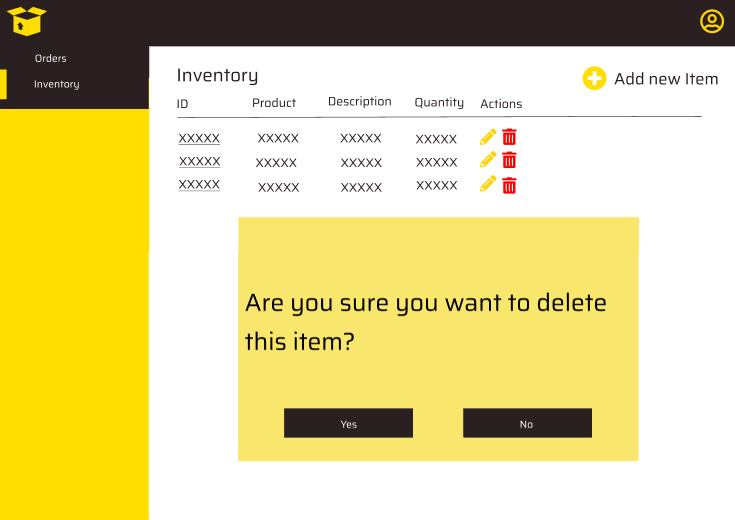 Orders
Inventory
Inventory
Add new Item
ID Product Description Quantity Actions
XXXXX XXXXX XXXXX XXXXX
XXXXX XXXXX XXXXX XXXXX
XXXXX XXXXX XXXXX XXXXX
Are you sure you want to delete
this item?
Yes No